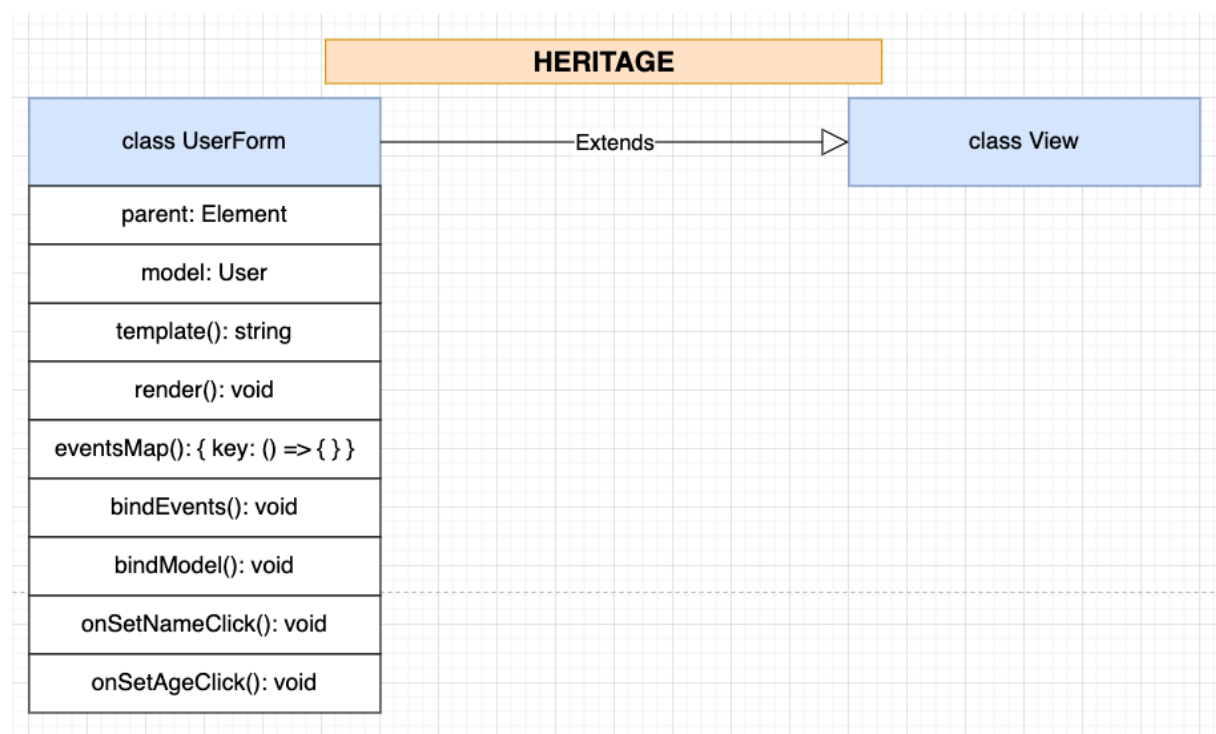 HERITAGE
class UserForm
Extends
class View
parent: Element
model: User
template(): string
render(): void
eventsMap(): { key: () => { } }
bindEvents(): void
bindModel(): void
onSetNameClick(): void
onSetAgeClick(): void